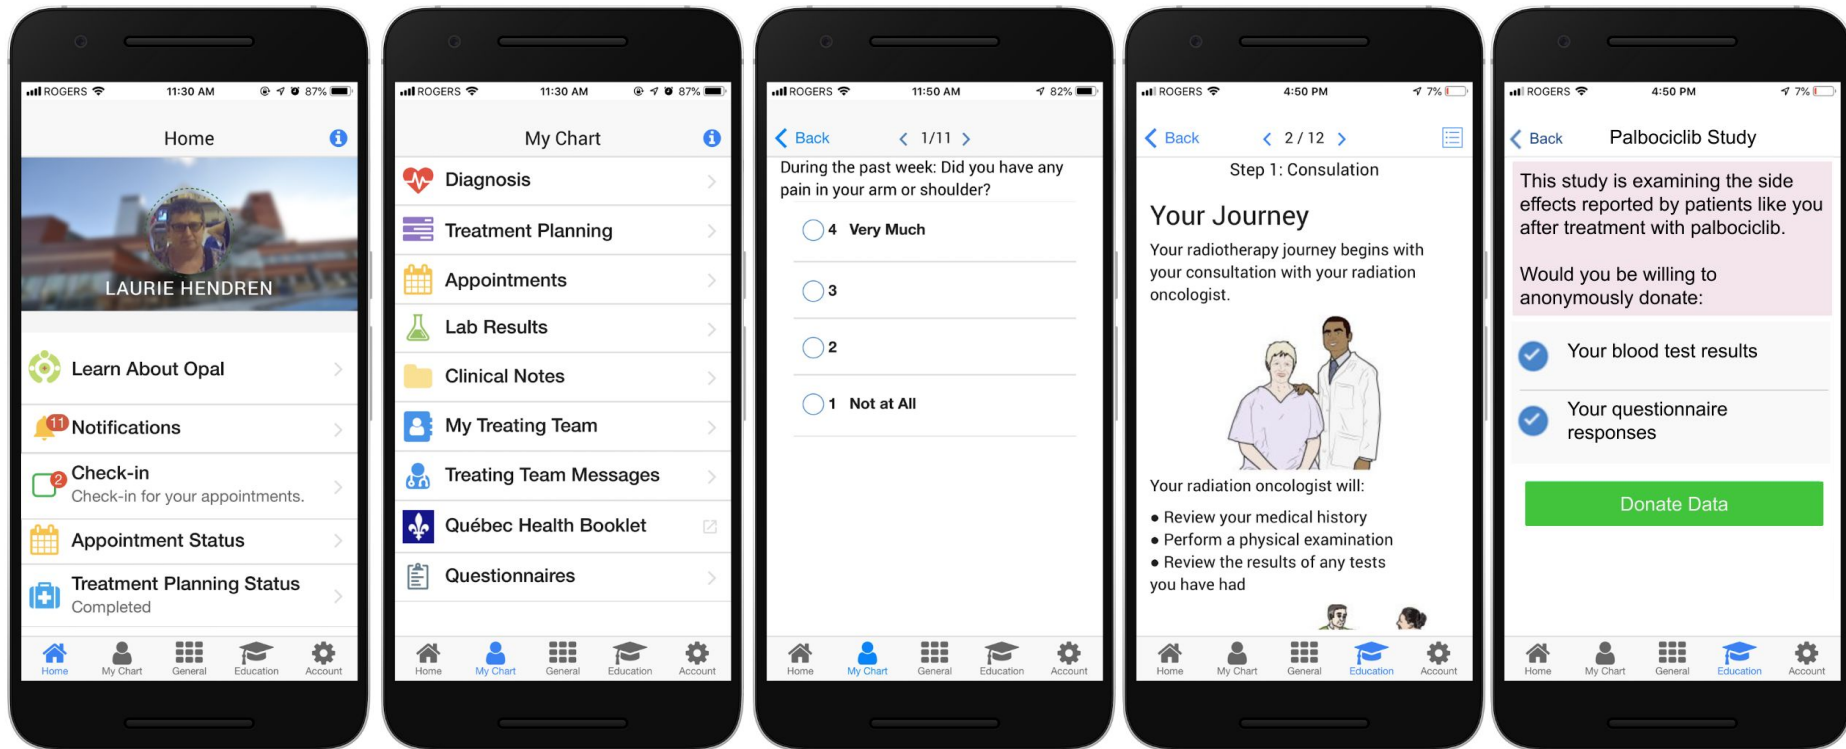 ROGERS 11:30 AM 87%
Home
LAURIE HENDREN
Learn About Opal
11 Notifications
2 Check-in
Check-in for your appointments.
Appointment Status
Treatment Planning Status
Completed
Home My Chart General Education Account
ROGERS 11:30 AM 87%
My Chart
Diagnosis
Treatment Planning
Appointments
Lab Results
Clinical Notes
My Treating Team
Treating Team Messages
Québec Health Booklet
Questionnaires
Home My Chart General Education Account
ROGERS 11:50 AM 82%
Back 1/11
During the past week: Did you have any
pain in your arm or shoulder?
4 Very Much
3
2
1 Not at All
Home My Chart General Education Account
ROGERS 4:50 PM 7%
Back 2 / 12
Step 1: Consulation
Your Journey
Your radiotherapy journey begins with
your consultation with your radiation
oncologist.
Your radiation oncologist will:
• Review your medical history
• Perform a physical examination
• Review the results of any tests
you have had
Home My Chart General Education Account
ROGERS 4:50 PM 7%
Back Palbociclib Study
This study is examining the side
effects reported by patients like you
after treatment with palbociclib.
Would you be willing to
anonymously donate:
Your blood test results
Your questionnaire
responses
Donate Data
Home My Chart General Education Account